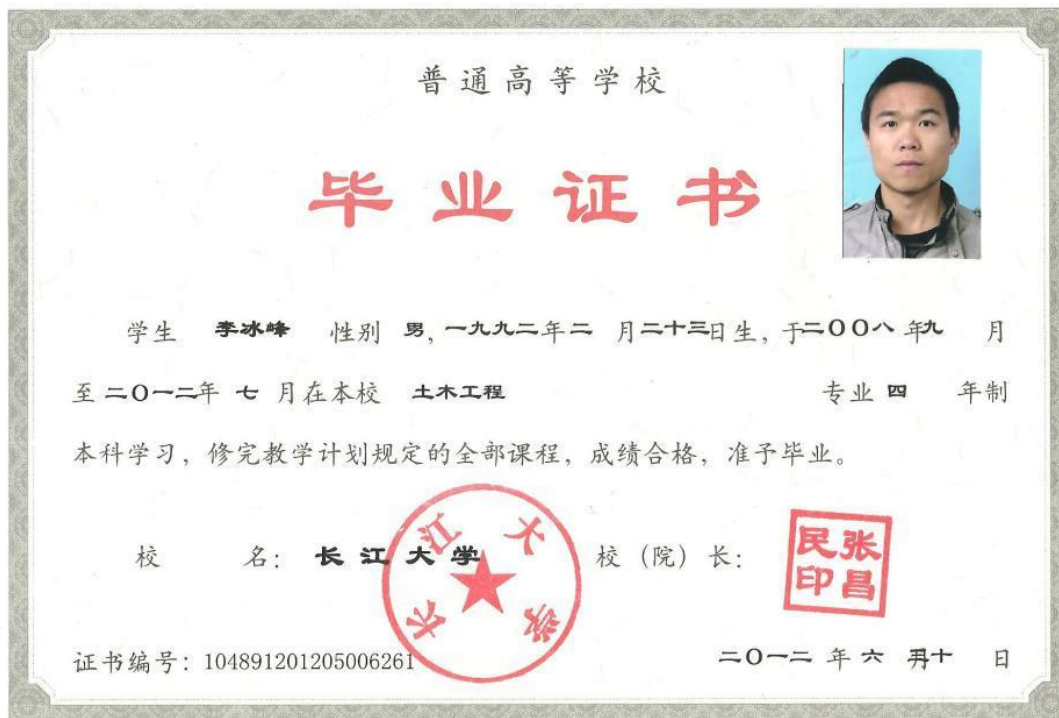 普通高等学校
毕业证书
学生 李冰峰 性别 男,一九九二年二 月二十三日生,于二〇〇八年九 月
至二〇一二年 七 月在本校 土木工程 专业 四 年制
本科学习,修完教学计划规定的全部课程,成绩合格,准予毕业。
校 名: 长江大学 校(院)长:
长江大学
张昌民印
证书编号:104891201205006261 二〇一二 年 六 月 十 日